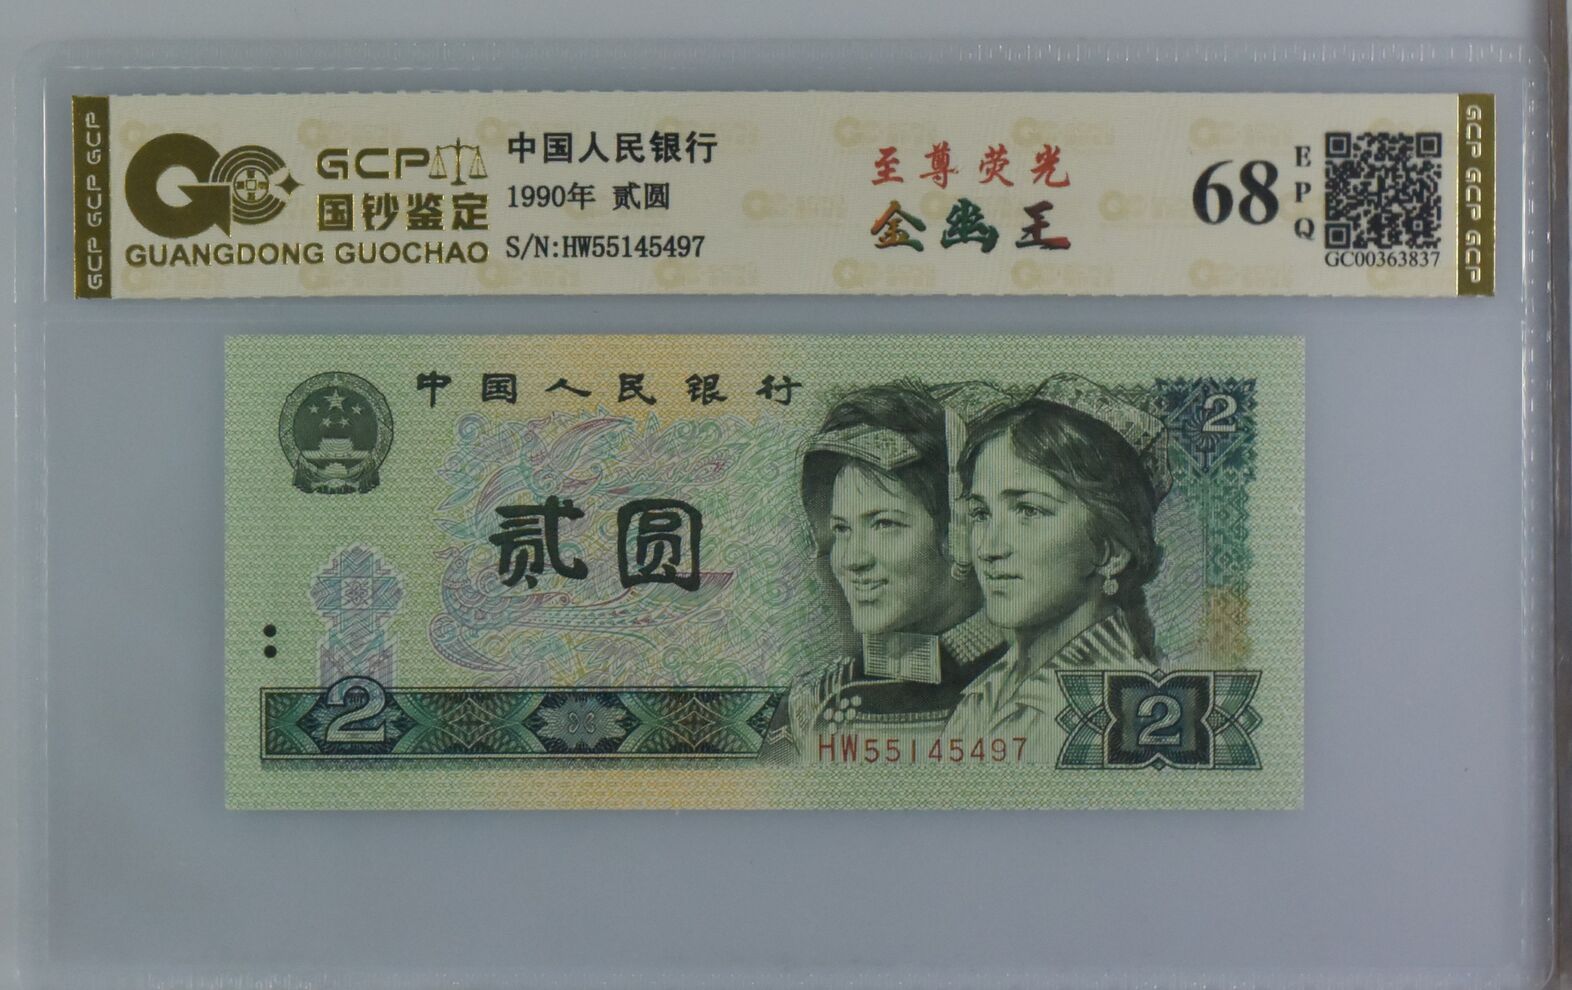 GCP GCP GCP
GCP
国钞鉴定
GUANGDONG GUOCHAO
中国人民银行
1990年 贰圆
S/N:HW55145497
至尊荧光
金幽王
68
EPQ
GC00363837
GCP GCP GCP
中国人民银行
2
贰圆
2
HW55145497
2